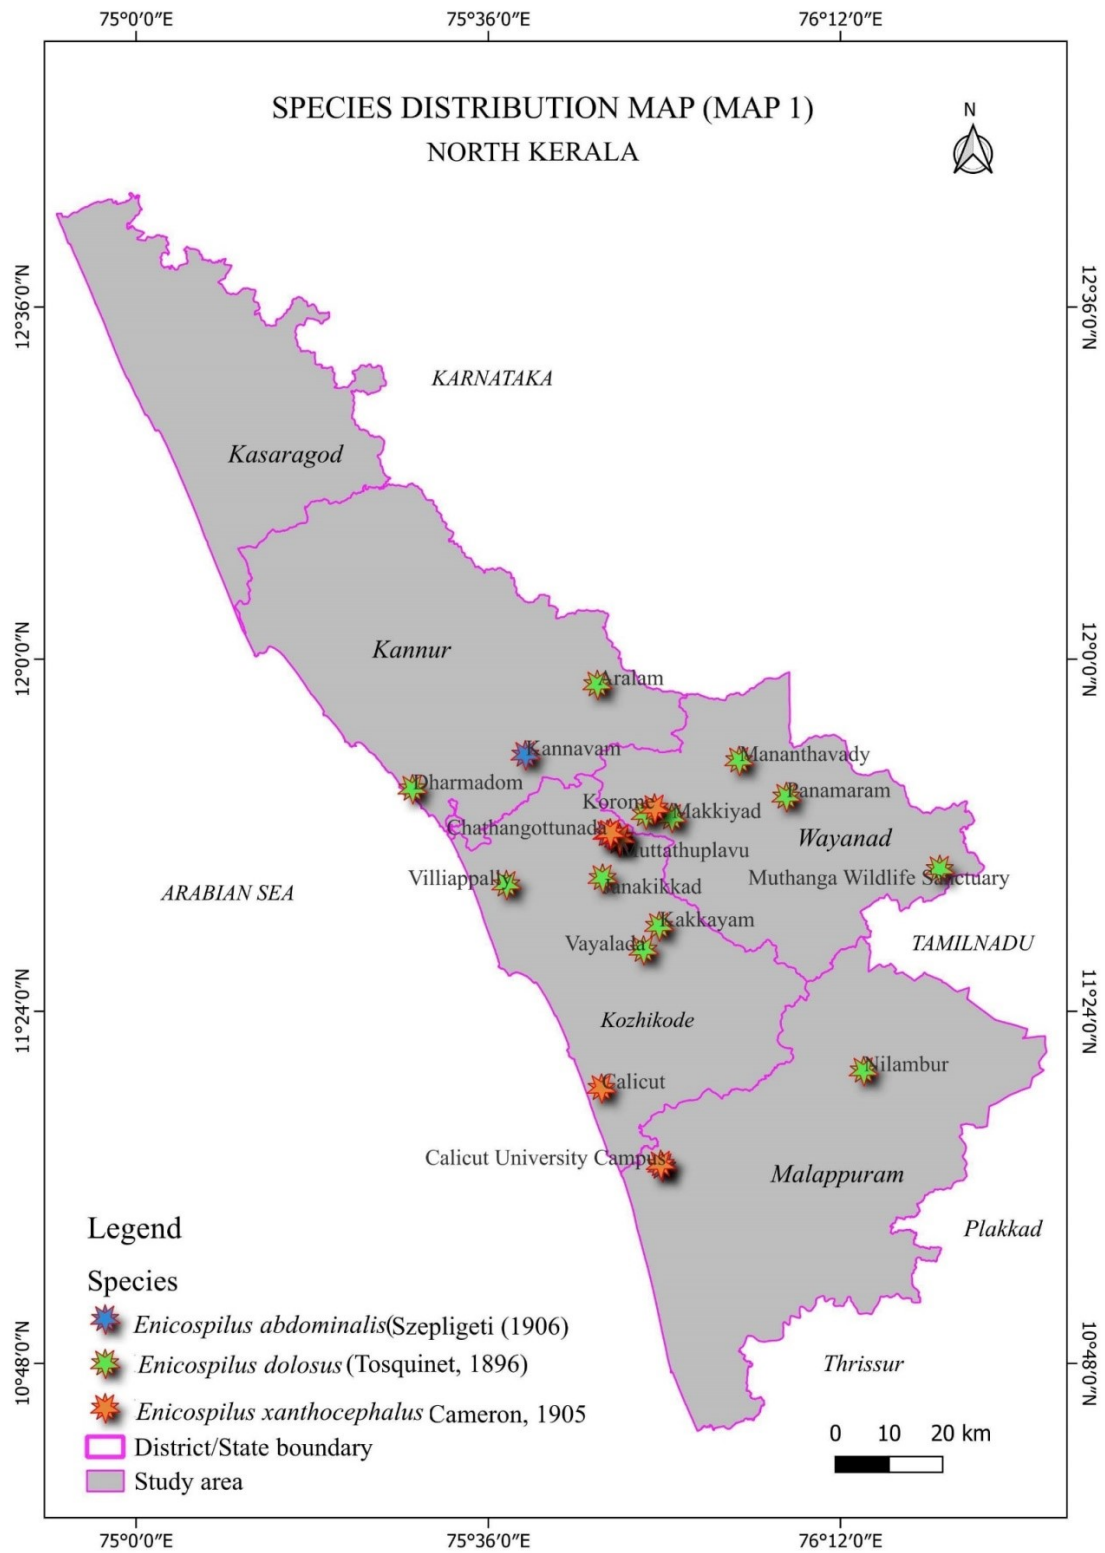 75°0′0″E 75°36′0″E 76°12′0″E
SPECIES DISTRIBUTION MAP (MAP 1)
N
NORTH KERALA
12°36′0″N 12°36′0″N
KARNATAKA
Kasaragod
12°0′0″N 12°0′0″N
Kannur
Aralam
Kannavam
Mananthavady
Dharmadom
Panamaram
Korome
Makkiyad
Chathangottunada
Wayanad
Muttathuplavu
Villiappally
Janakikkad
Muthanga Wildlife Sanctuary
ARABIAN SEA
Kakkayam
Vayalada
TAMILNADU
11°24′0″N 11°24′0″N
Kozhikode
Nilambur
Calicut
Calicut University Campus
Malappuram
Plakkad
Legend
Species
Enicospilus abdominalis(Szepligeti (1906)
Enicospilus dolosus (Tosquinet, 1896)
Enicospilus xanthocephalus Cameron, 1905
District/State boundary
Study area
10°48′0″N 10°48′0″N
Thrissur
0 10 20 km
75°0′0″E 75°36′0″E 76°12′0″E